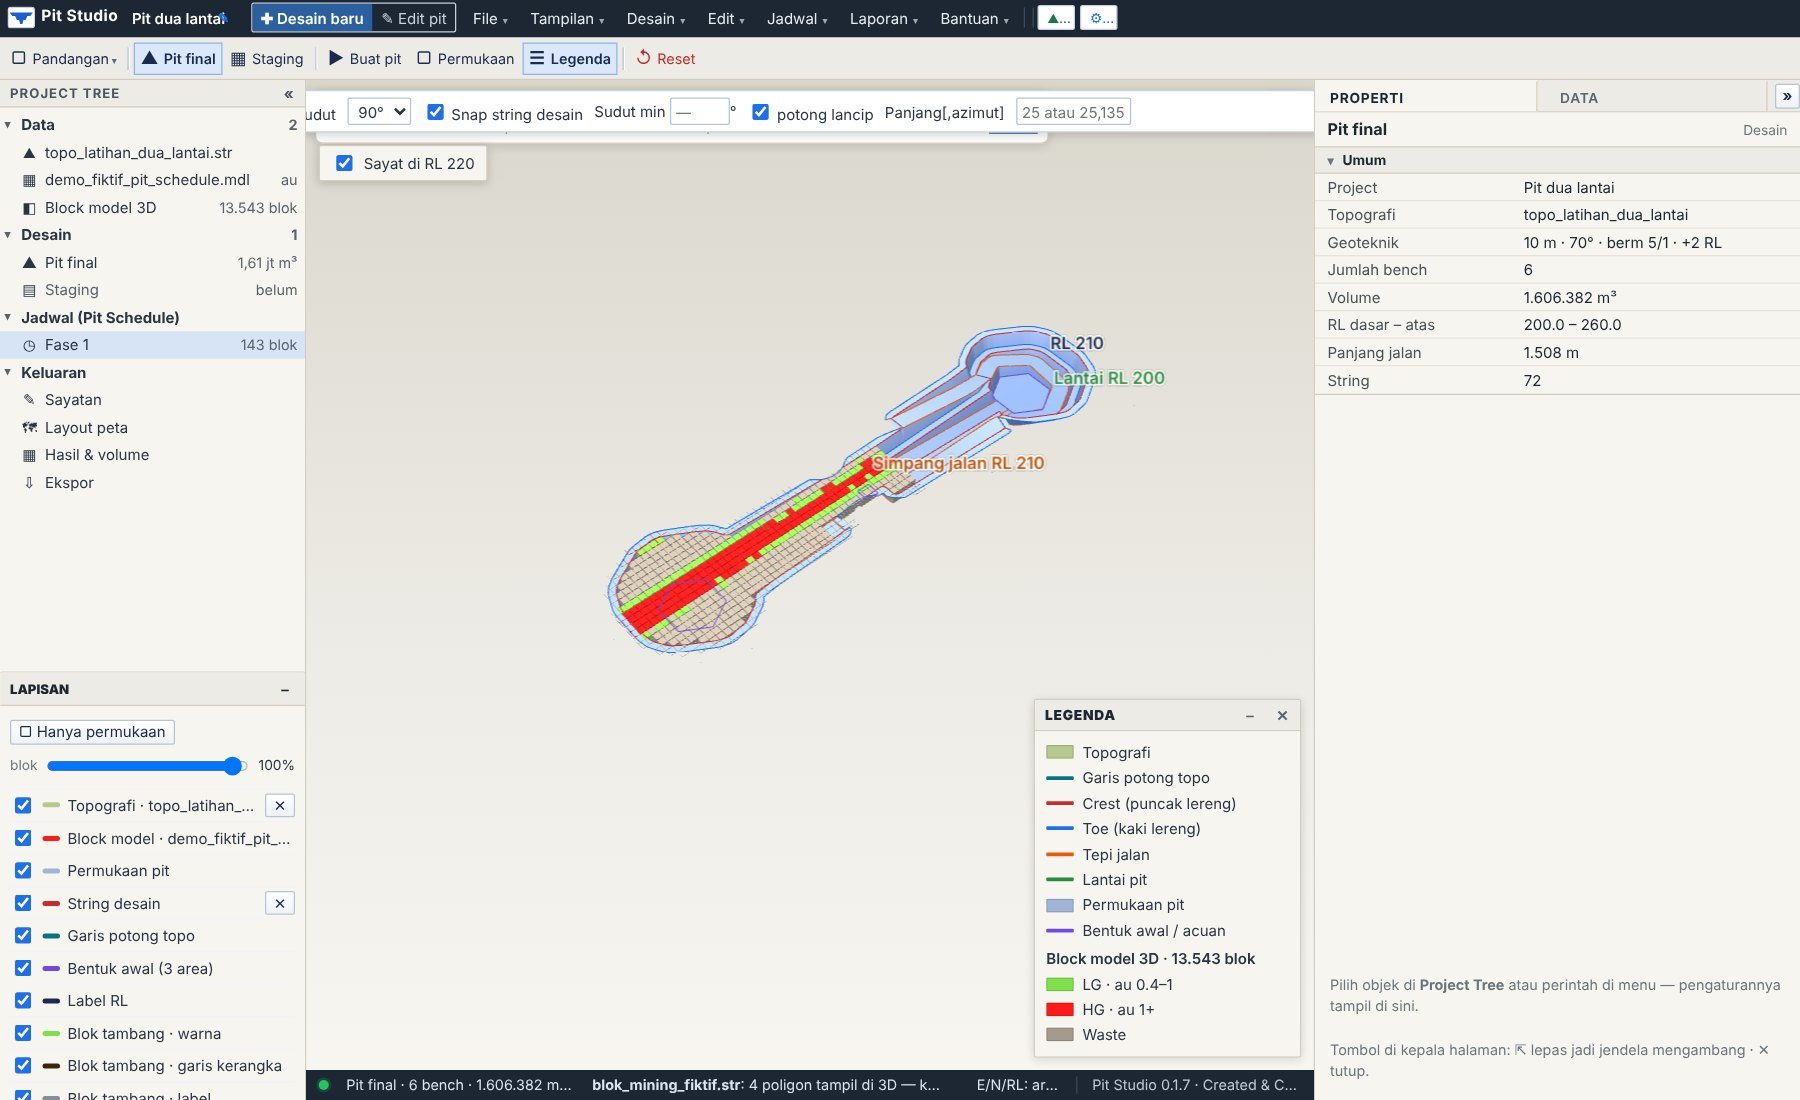 Pit Studio
Pit dua lantai
✚ Desain baru
✎ Edit pit
File
Tampilan
Desain
Edit
Jadwal
Laporan
Bantuan
Pandangan
Pit final
Staging
Buat pit
Permukaan
Legenda
Reset
PROJECT TREE «
Data 2
topo_latihan_dua_lantai.str
demo_fiktif_pit_schedule.mdl au
Block model 3D 13.543 blok
Desain 1
Pit final 1,61 jt m³
Staging belum
Jadwal (Pit Schedule)
Fase 1 143 blok
Keluaran
Sayatan
Layout peta
Hasil & volume
Ekspor
LAPISAN –
Hanya permukaan
blok 100%
Topografi · topo_latihan_... ✕
Block model · demo_fiktif_pit_...
Permukaan pit
String desain ✕
Garis potong topo
Bentuk awal (3 area)
Label RL
Blok tambang · warna
Blok tambang · garis kerangka
Blok tambang · label
udut 90° Snap string desain Sudut min — ° potong lancip Panjang[,azimut] 25 atau 25,135
Sayat di RL 220
RL 210
Lantai RL 200
Simpang jalan RL 210
LEGENDA – ✕
Topografi
Garis potong topo
Crest (puncak lereng)
Toe (kaki lereng)
Tepi jalan
Lantai pit
Permukaan pit
Bentuk awal / acuan
Block model 3D · 13.543 blok
LG · au 0.4–1
HG · au 1+
Waste
Pit final · 6 bench · 1.606.382 m...
blok_mining_fiktif.str: 4 poligon tampil di 3D — k...
E/N/RL: ar...
Pit Studio 0.1.7 · Created & C...
PROPERTI
DATA
»
Pit final Desain
Umum
Project Pit dua lantai
Topografi topo_latihan_dua_lantai
Geoteknik 10 m · 70° · berm 5/1 · +2 RL
Jumlah bench 6
Volume 1.606.382 m³
RL dasar – atas 200.0 – 260.0
Panjang jalan 1.508 m
String 72
Pilih objek di Project Tree atau perintah di menu — pengaturannya
tampil di sini.
Tombol di kepala halaman: ⇱ lepas jadi jendela mengambang · ✕
tutup.